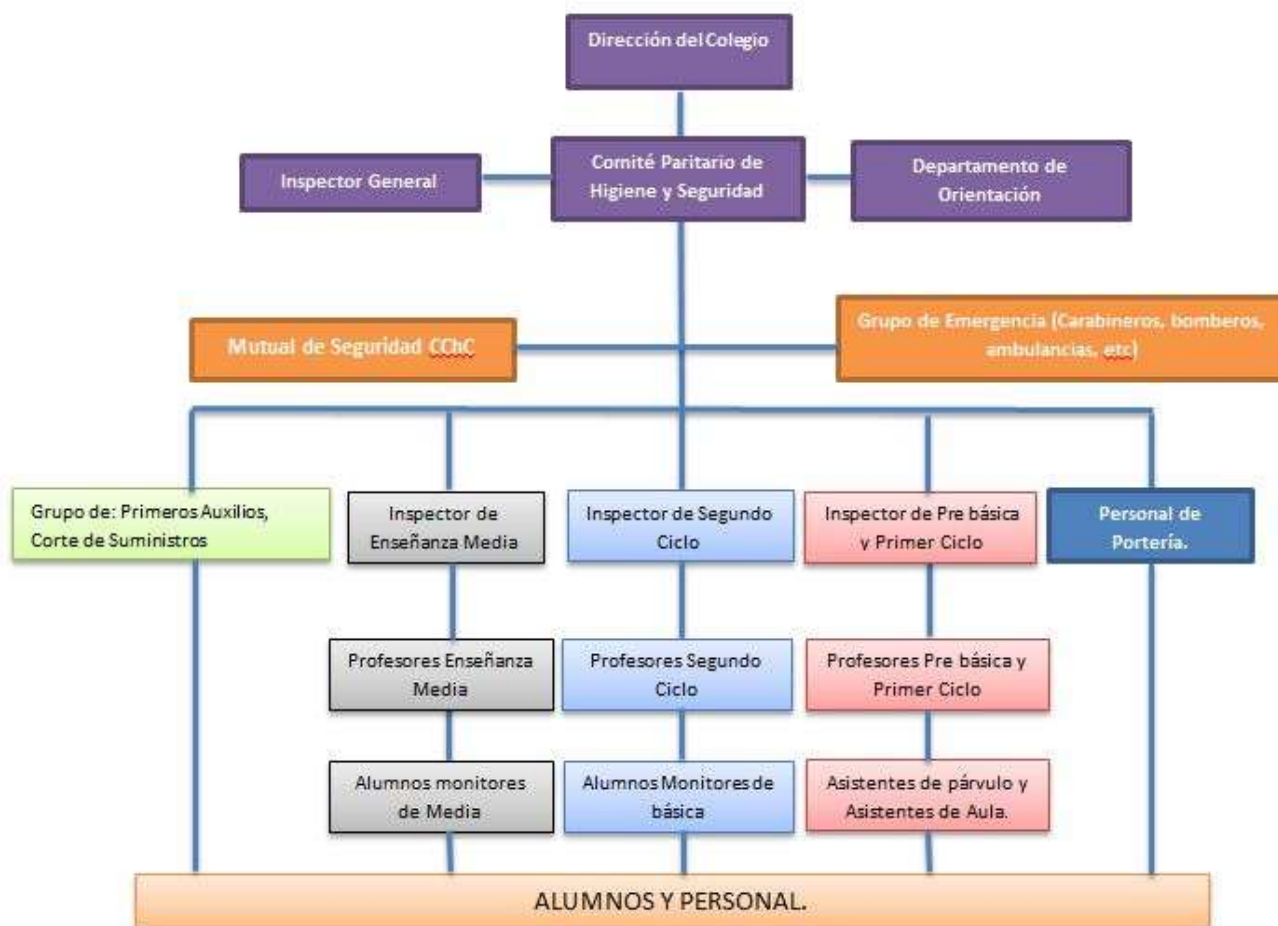 Dirección del Colegio
Inspector General
Comité Paritario de
Higiene y Seguridad
Departamento de
Orientación
Mutual de Seguridad CChC
Grupo de Emergencia (Carabineros, bomberos,
ambulancias, etc)
Grupo de: Primeros Auxilios,
Corte de Suministros
Inspector de
Enseñanza Media
Inspector de Segundo
Ciclo
Inspector de Pre básica
y Primer Ciclo
Personal de
Portería.
Profesores Enseñanza
Media
Profesores Segundo
Ciclo
Profesores Pre básica y
Primer Ciclo
Alumnos monitores
de Media
Alumnos Monitores de
básica
Asistentes de párvulo y
Asistentes de Aula.
ALUMNOS Y PERSONAL.